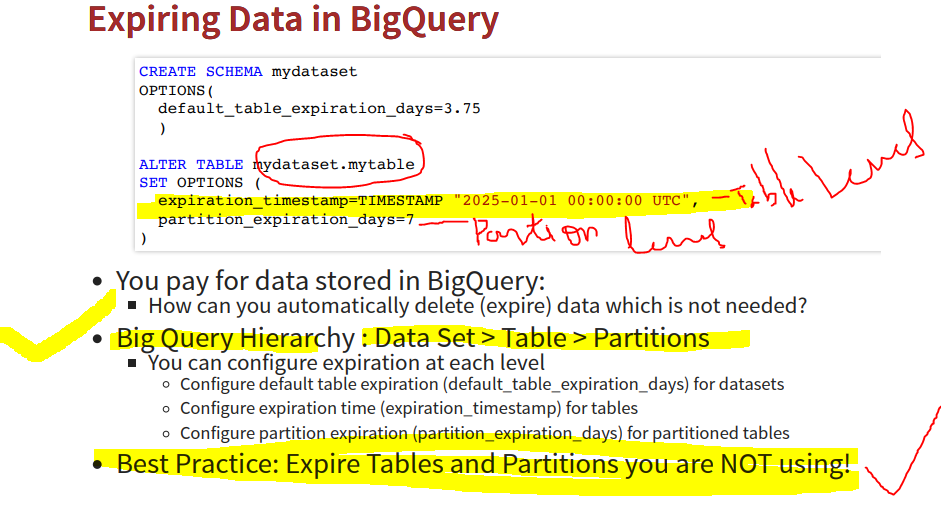 Expiring Data in BigQuery
CREATE SCHEMA mydataset
OPTIONS(
default_table_expiration_days=3.75
)
ALTER TABLE mydataset.mytable
SET OPTIONS (
expiration_timestamp=TIMESTAMP "2025-01-01 00:00:00 UTC", - Table Level
partition_expiration_days=7 - Partion level
)
• You pay for data stored in BigQuery:
▪ How can you automatically delete (expire) data which is not needed?
• Big Query Hierarchy : Data Set > Table > Partitions
▪ You can configure expiration at each level
◦ Configure default table expiration (default_table_expiration_days) for datasets
◦ Configure expiration time (expiration_timestamp) for tables
◦ Configure partition expiration (partition_expiration_days) for partitioned tables
• Best Practice: Expire Tables and Partitions you are NOT using!